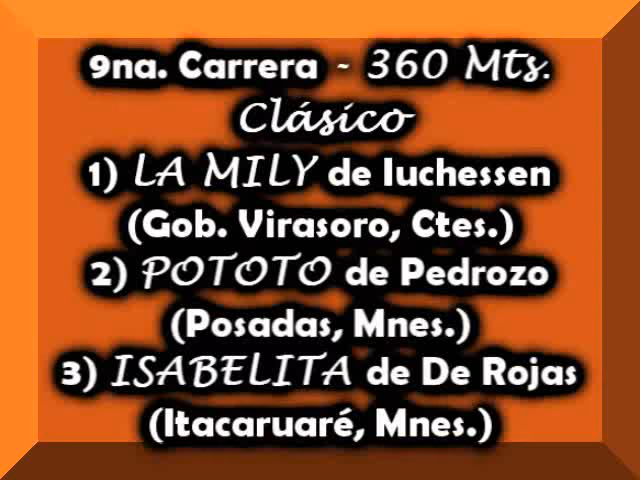 9na. Carrera - 360 Mts.
Clásico
1) LA MILY de Iuchessen
(Gob. Virasoro, Ctes.)
2) POTOTO de Pedrozo
(Posadas, Mnes.)
3) ISABELITA de De Rojas
(Itacaruaré, Mnes.)